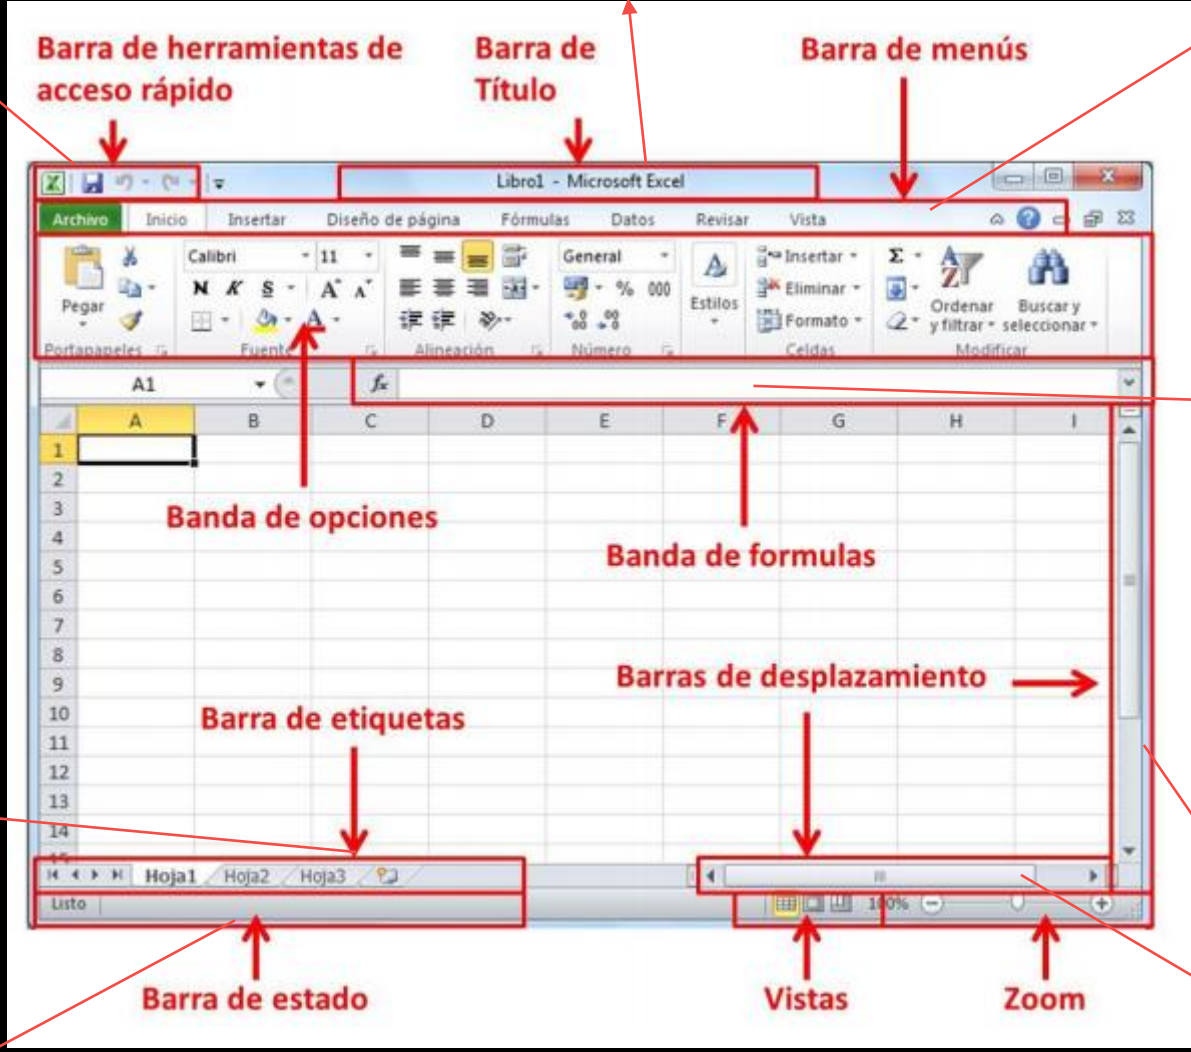 Barra de herramientas de
acceso rápido
Barra de
Título
Barra de menús
Libro1 - Microsoft Excel
Archivo Inicio Insertar Diseño de página Fórmulas Datos Revisar Vista
Calibri 11 General Insertar Σ
Pegar N K S A A % 000 Estilos Eliminar Ordenar y filtrar Buscar y seleccionar
A Formato
Portapapeles Fuente Alineación Número Celdas Modificar
A1 fx
A B C D E F G H I
1
2
3
Banda de opciones
4
Banda de formulas
5
6
7
8
9
Barras de desplazamiento
10
Barra de etiquetas
11
12
13
14
15
Hoja1 Hoja2 Hoja3
Listo 100%
Barra de estado
Vistas
Zoom